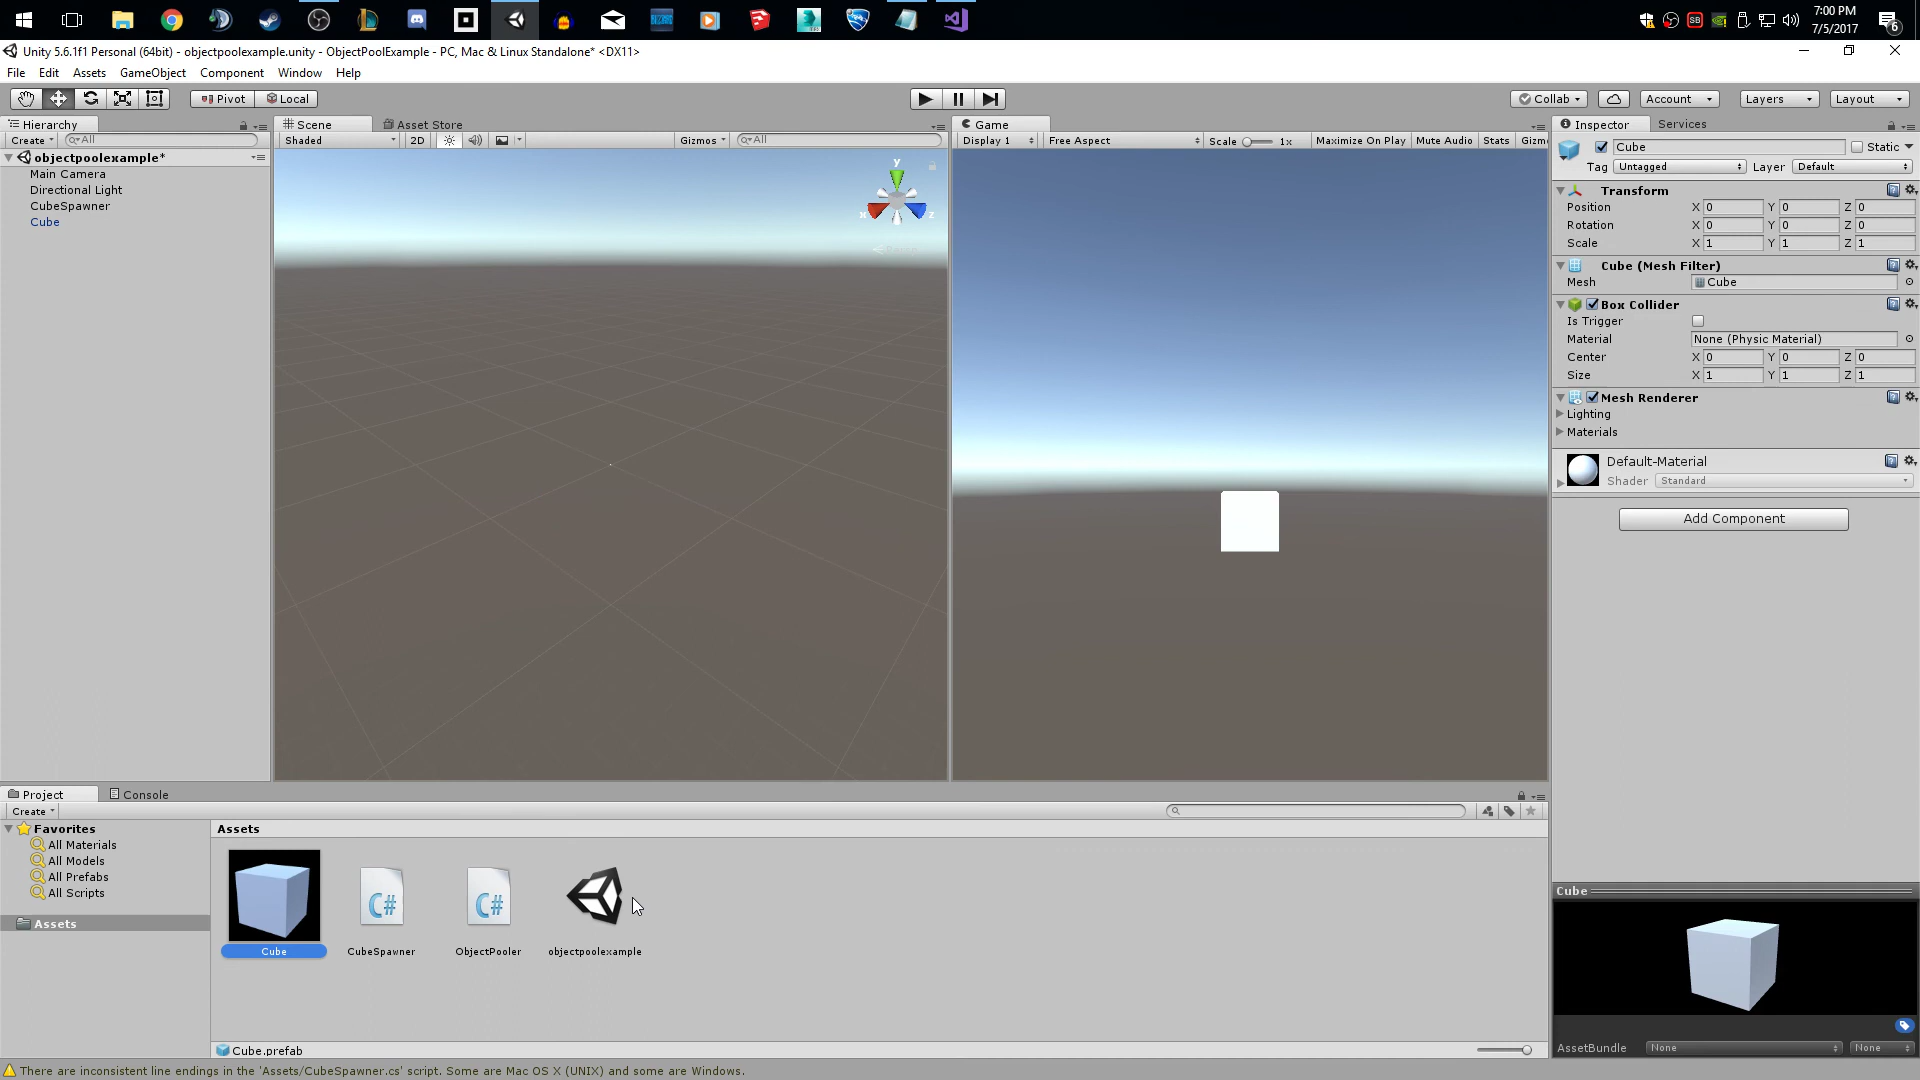 7:00 PM
7/5/2017
6
Unity 5.6.1f1 Personal (64bit) - objectpoolexample.unity - ObjectPoolExample - PC, Mac & Linux Standalone* <DX11>
File Edit Assets GameObject Component Window Help
Pivot Local Collab Account Layers Layout
Hierarchy
Create All
objectpoolexample*
Main Camera
Directional Light
CubeSpawner
Cube
Scene Asset Store
Shaded 2D Gizmos All
y
x z
Persp
Game
Display 1 Free Aspect Scale 1x Maximize On Play Mute Audio Stats Gizm
Inspector Services
Cube Static
Tag Untagged Layer Default
Transform
Position X 0 Y 0 Z 0
Rotation X 0 Y 0 Z 0
Scale X 1 Y 1 Z 1
Cube (Mesh Filter)
Mesh Cube
Box Collider
Is Trigger
Material None (Physic Material)
Center X 0 Y 0 Z 0
Size X 1 Y 1 Z 1
Mesh Renderer
Lighting
Materials
Default-Material
Shader Standard
Add Component
Project Console
Create
Favorites
All Materials
All Models
All Prefabs
All Scripts
Assets
Assets
C# C#
Cube CubeSpawner ObjectPooler objectpoolexample
Cube.prefab
Cube
AssetBundle None None
There are inconsistent line endings in the 'Assets/CubeSpawner.cs' script. Some are Mac OS X (UNIX) and some are Windows.